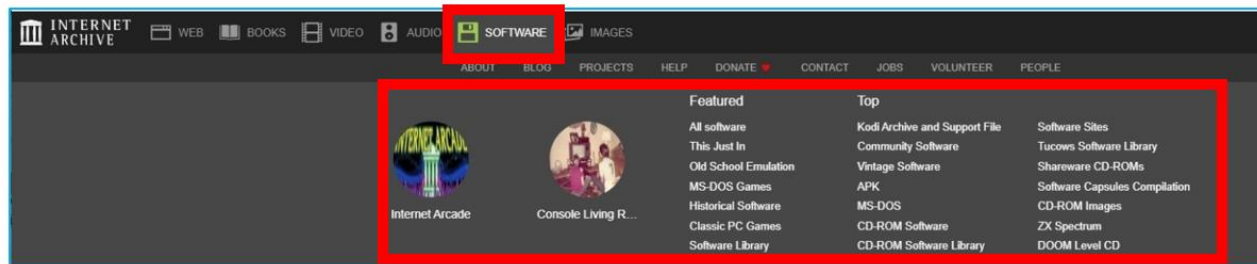 INTERNET
ARCHIVE
WEB BOOKS VIDEO AUDIO SOFTWARE IMAGES
ABOUT BLOG PROJECTS HELP DONATE CONTACT JOBS VOLUNTEER PEOPLE
INTERNET ARCADE
Internet Arcade
Console Living R...
Featured
All software
This Just In
Old School Emulation
MS-DOS Games
Historical Software
Classic PC Games
Software Library
Top
Kodi Archive and Support File
Community Software
Vintage Software
APK
MS-DOS
CD-ROM Software
CD-ROM Software Library
Software Sites
Tucows Software Library
Shareware CD-ROMs
Software Capsules Compilation
CD-ROM Images
ZX Spectrum
DOOM Level CD